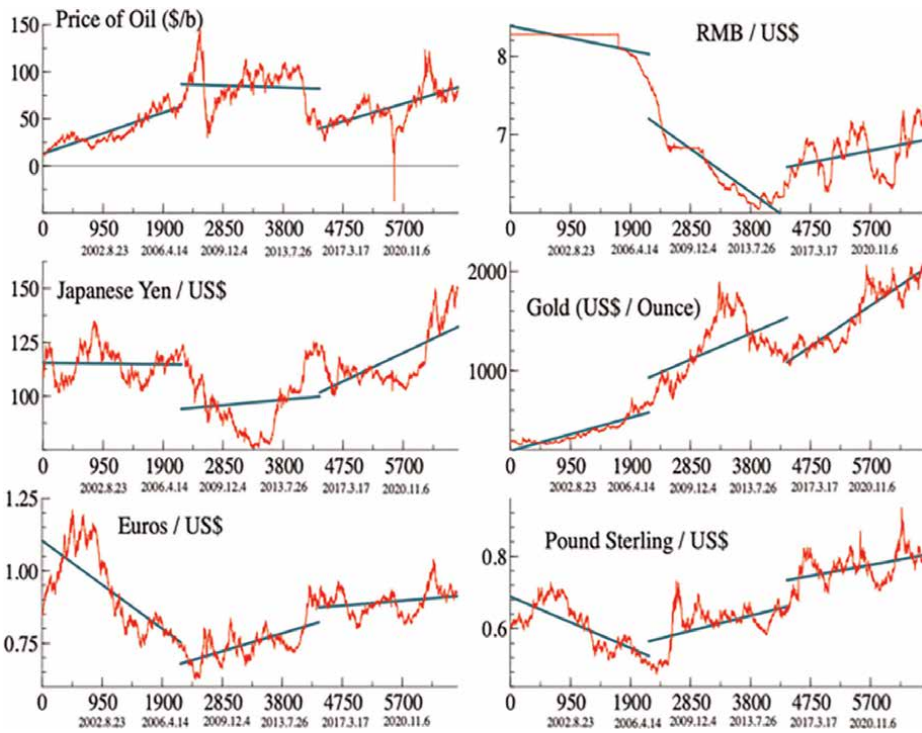 Price of Oil ($/b)
150
100
50
0
0 950 1900 2850 3800 4750 5700
2002.8.23 2006.4.14 2009.12.4 2013.7.26 2017.3.17 2020.11.6
RMB / US$
8
7
0 950 1900 2850 3800 4750 5700
2002.8.23 2006.4.14 2009.12.4 2013.7.26 2017.3.17 2020.11.6
Japanese Yen / US$
150
125
100
0 950 1900 2850 3800 4750 5700
2002.8.23 2006.4.14 2009.12.4 2013.7.26 2017.3.17 2020.11.6
Gold (US$ / Ounce)
2000
1000
0 950 1900 2850 3800 4750 5700
2002.8.23 2006.4.14 2009.12.4 2013.7.26 2017.3.17 2020.11.6
Euros / US$
1.25
1.00
0.75
0 950 1900 2850 3800 4750 5700
2002.8.23 2006.4.14 2009.12.4 2013.7.26 2017.3.17 2020.11.6
Pound Sterling / US$
0.8
0.6
0 950 1900 2850 3800 4750 5700
2002.8.23 2006.4.14 2009.12.4 2013.7.26 2017.3.17 2020.11.6